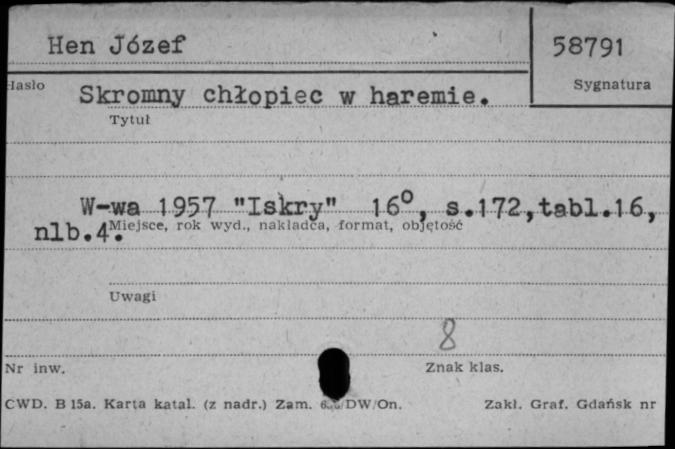 Hen Józef
58791
Hasło
Sygnatura
Skromny chłopiec w haremie.
Tytuł
W-wa 1957 "Iskry" 16°, s.172,tabl.16,
nlb.4.
Miejsce, rok wyd., nakładca, format, objętość
Uwagi
8
Nr inw.
Znak klas.
CWD. B 15a. Karta katal. (z nadr.) Zam. DW/On.
Zakł. Graf. Gdańsk nr